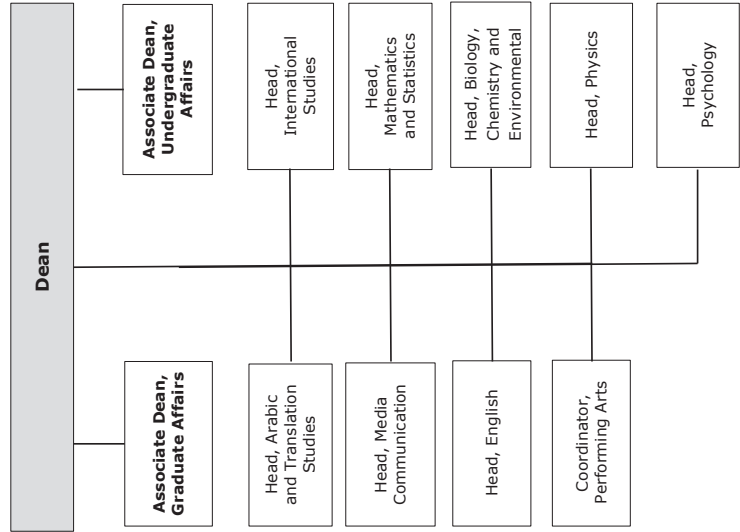 Dean
Associate Dean,
Graduate Affairs
Associate Dean,
Undergraduate
Affairs
Head, Arabic
and Translation
Studies
Head,
International
Studies
Head, Media
Communication
Head,
Mathematics
and Statistics
Head, English
Head, Biology,
Chemistry and
Environmental
Coordinator,
Performing Arts
Head, Physics
Head,
Psychology